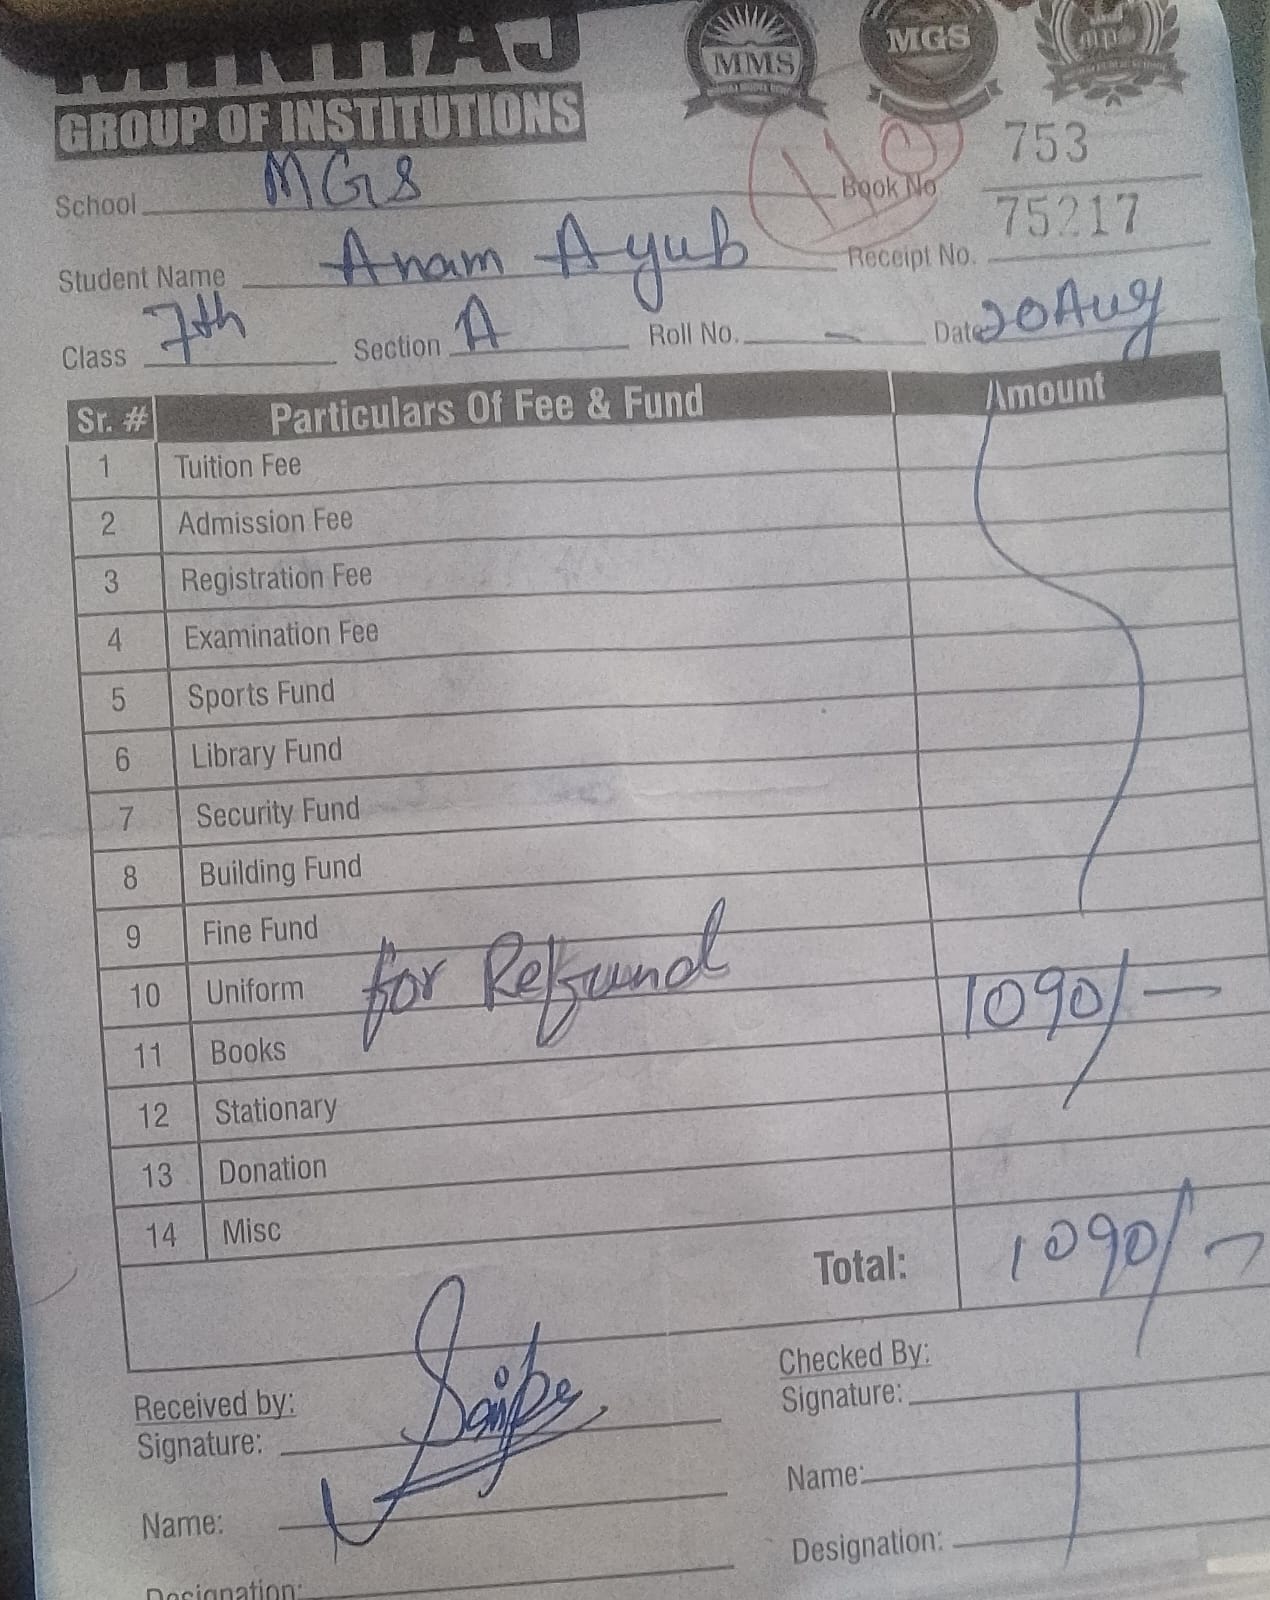 MINHAJ
GROUP OF INSTITUTIONS
MMS
MGS
School MGS
Book No 753
Student Name Anam Ayub
Receipt No. 75217
Class 7th Section A Roll No. – Date 20 Aug
Sr. # Particulars Of Fee & Fund Amount
1 Tuition Fee
2 Admission Fee
3 Registration Fee
4 Examination Fee
5 Sports Fund
6 Library Fund
7 Security Fund
8 Building Fund
9 Fine Fund
10 Uniform for Refund 1090/-
11 Books
12 Stationary
13 Donation
14 Misc
Total: 1090/-
Received by:
Checked By:
Signature:
Signature:
Name:
Name:
Designation:
Designation: